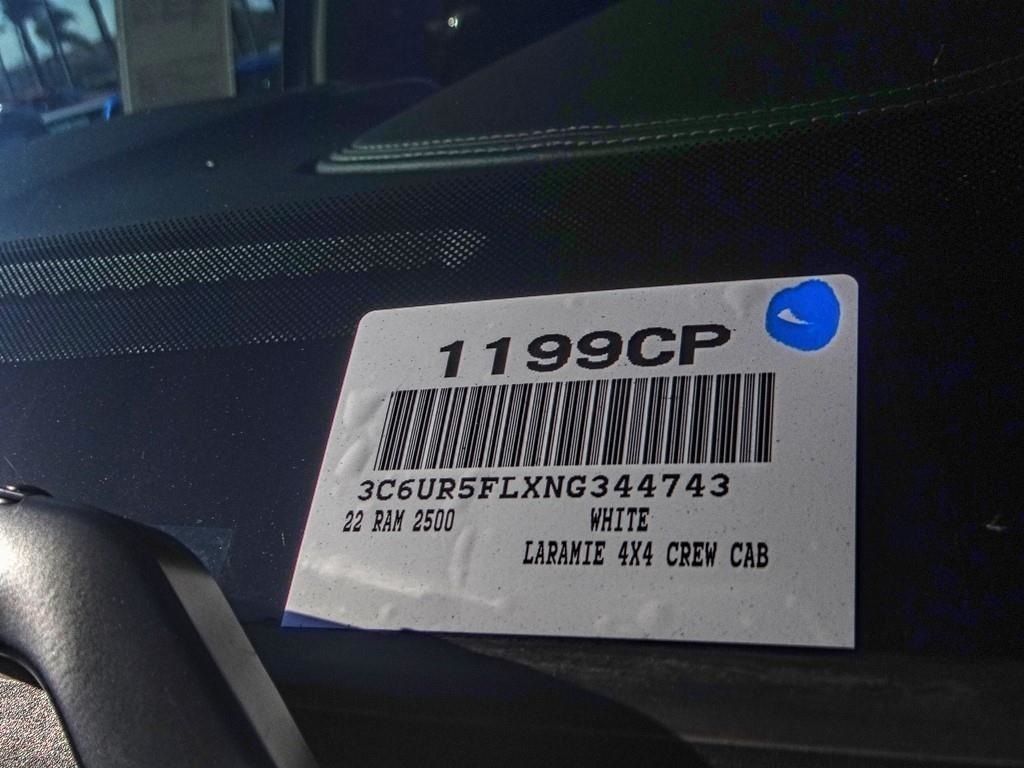 1199CP
3C6UR5FLXNG344743
22 RAM 2500 WHITE
LARAMIE 4X4 CREW CAB